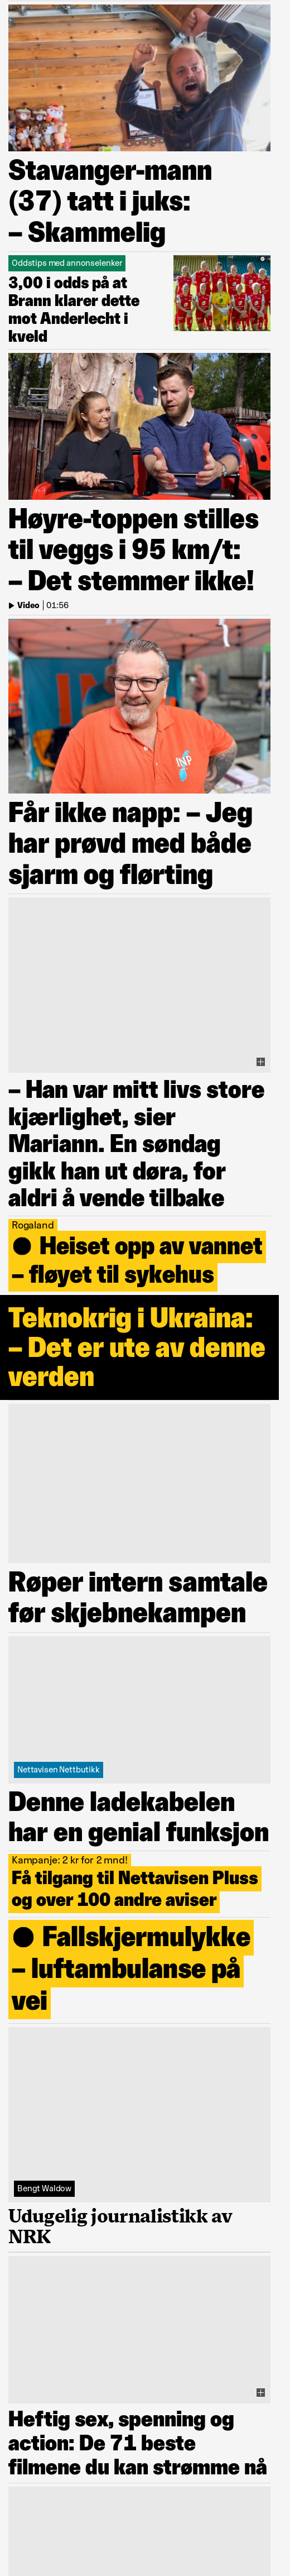 Stavanger-mann
(37) tatt i juks:
– Skammelig
Oddstips med annonselenker
3,00 i odds på at
Brann klarer dette
mot Anderlecht i
kveld
Høyre-toppen stilles
til veggs i 95 km/t:
– Det stemmer ikke!
Video | 01:56
INP
Får ikke napp: – Jeg
har prøvd med både
sjarm og flørting
– Han var mitt livs store
kjærlighet, sier
Mariann. En søndag
gikk han ut døra, for
aldri å vende tilbake
Rogaland
Heiset opp av vannet
– fløyet til sykehus
Teknokrig i Ukraina:
– Det er ute av denne
verden
Røper intern samtale
før skjebnekampen
Nettavisen Nettbutikk
Denne ladekabelen
har en genial funksjon
Kampanje: 2 kr for 2 mnd!
Få tilgang til Nettavisen Pluss
og over 100 andre aviser
Fallskjermulykke
– luftambulanse på
vei
Bengt Waldow
Udugelig journalistikk av
NRK
Heftig sex, spenning og
action: De 71 beste
filmene du kan strømme nå